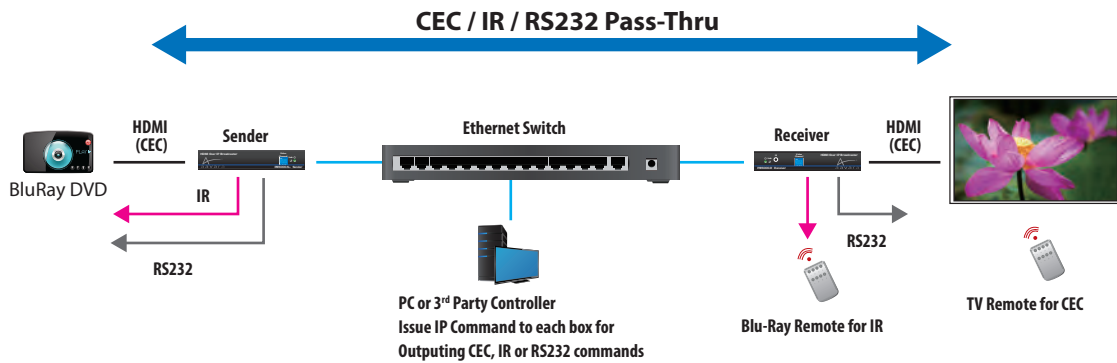 CEC / IR / RS232 Pass-Thru
HDMI
(CEC)
Sender
Ethernet Switch
Receiver
HDMI
(CEC)
BluRay DVD
IR
RS232
RS232
PC or 3rd Party Controller
Issue IP Command to each box for
Outputing CEC, IR or RS232 commands
Blu-Ray Remote for IR
TV Remote for CEC